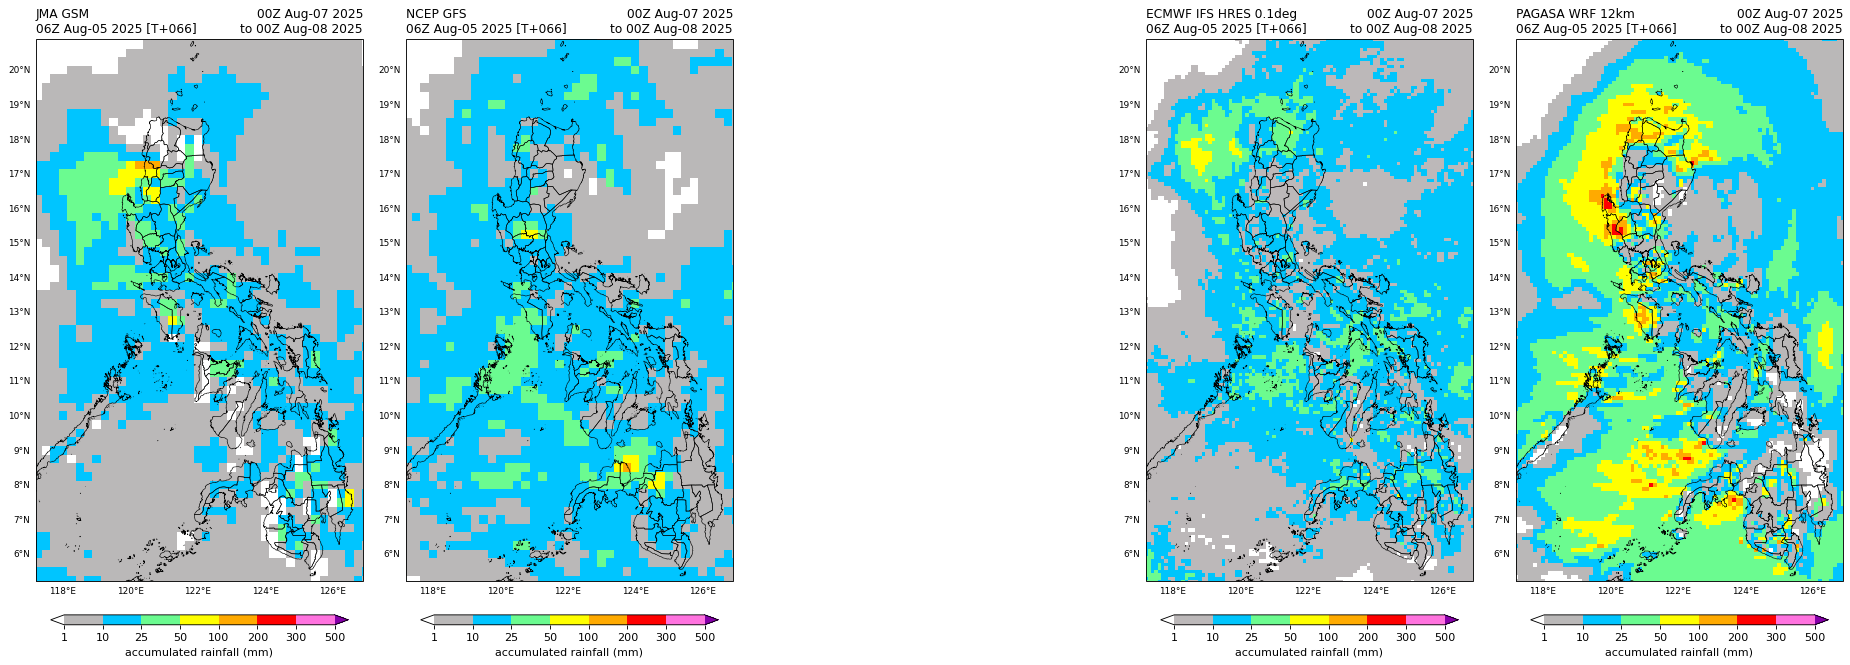 JMA GSM 00Z Aug-07 2025
06Z Aug-05 2025 [T+066] to 00Z Aug-08 2025
20°N
19°N
18°N
17°N
16°N
15°N
14°N
13°N
12°N
11°N
10°N
9°N
8°N
7°N
6°N
118°E 120°E 122°E 124°E 126°E
1 10 25 50 100 200 300 500
accumulated rainfall (mm)
NCEP GFS 00Z Aug-07 2025
06Z Aug-05 2025 [T+066] to 00Z Aug-08 2025
20°N
19°N
18°N
17°N
16°N
15°N
14°N
13°N
12°N
11°N
10°N
9°N
8°N
7°N
6°N
118°E 120°E 122°E 124°E 126°E
1 10 25 50 100 200 300 500
accumulated rainfall (mm)
ECMWF IFS HRES 0.1deg 00Z Aug-07 2025
06Z Aug-05 2025 [T+066] to 00Z Aug-08 2025
20°N
19°N
18°N
17°N
16°N
15°N
14°N
13°N
12°N
11°N
10°N
9°N
8°N
7°N
6°N
118°E 120°E 122°E 124°E 126°E
1 10 25 50 100 200 300 500
accumulated rainfall (mm)
PAGASA WRF 12km 00Z Aug-07 2025
06Z Aug-05 2025 [T+066] to 00Z Aug-08 2025
20°N
19°N
18°N
17°N
16°N
15°N
14°N
13°N
12°N
11°N
10°N
9°N
8°N
7°N
6°N
118°E 120°E 122°E 124°E 126°E
1 10 25 50 100 200 300 500
accumulated rainfall (mm)